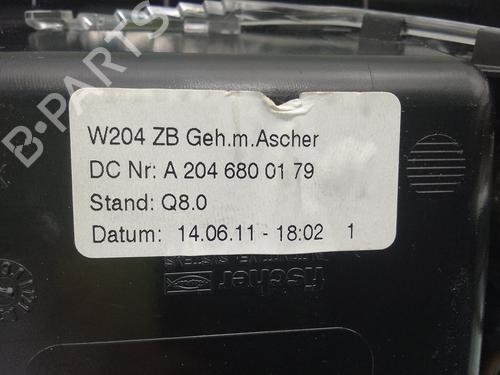 B-PARTS
W204 ZB Geh.m.Ascher
DC Nr: A 204 680 01 79
Stand: Q8.0
Datum: 14.06.11 - 18:02 1
fischer